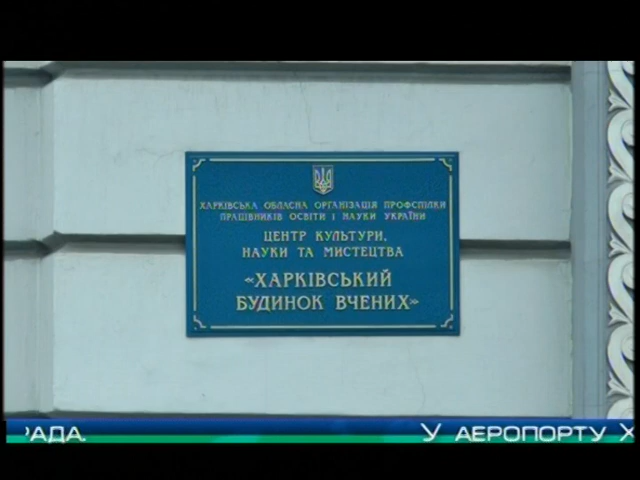 ХАРКІВСЬКА ОБЛАСНА ОРГАНІЗАЦІЯ ПРОФСПІЛКИ
ПРАЦІВНИКІВ ОСВІТИ І НАУКИ УКРАЇНИ
ЦЕНТР КУЛЬТУРИ,
НАУКИ ТА МИСТЕЦТВА
«ХАРКІВСЬКИЙ
БУДИНОК ВЧЕНИХ»
РАДА. У АЕРОПОРТУ Х